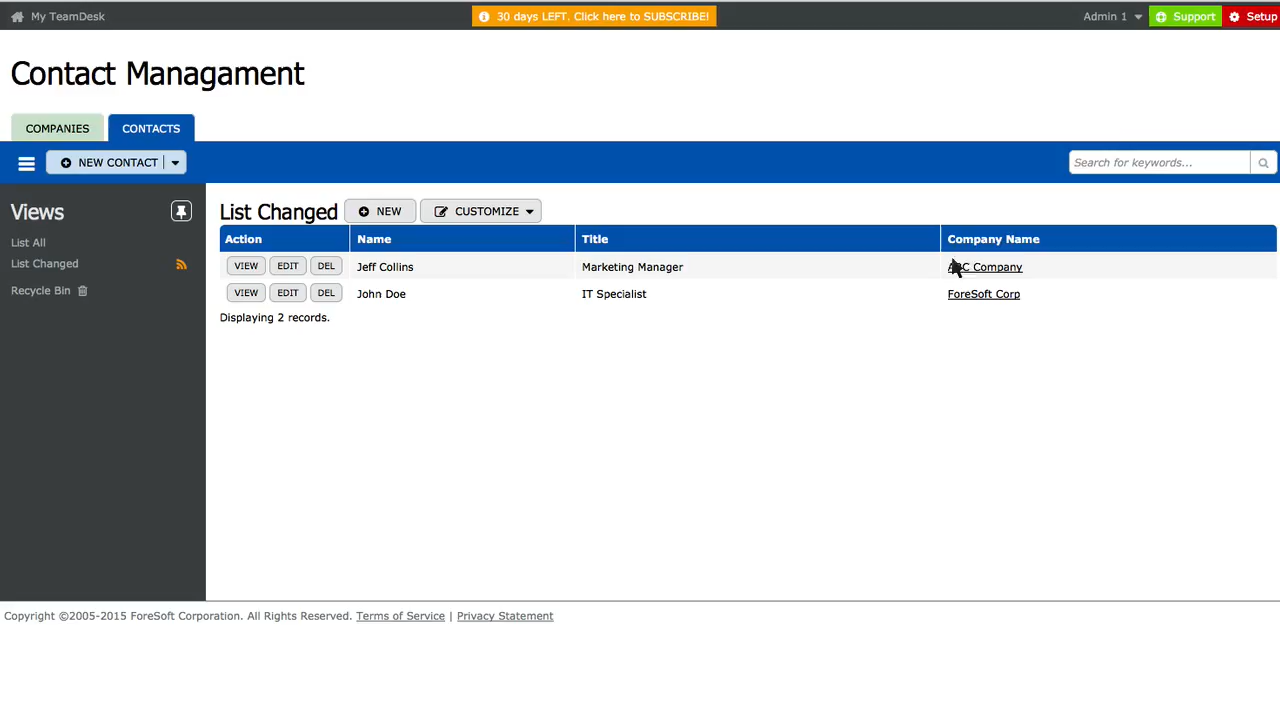 My TeamDesk 30 days LEFT. Click here to SUBSCRIBE! Admin 1 Support Setup
Contact Managament
COMPANIES CONTACTS
NEW CONTACT Search for keywords...
Views
List All
List Changed
Recycle Bin
List Changed NEW CUSTOMIZE
Action Name Title Company Name
VIEW EDIT DEL Jeff Collins Marketing Manager Company
VIEW EDIT DEL John Doe IT Specialist ForeSoft Corp
Displaying 2 records.
Copyright ©2005-2015 ForeSoft Corporation. All Rights Reserved. Terms of Service | Privacy Statement